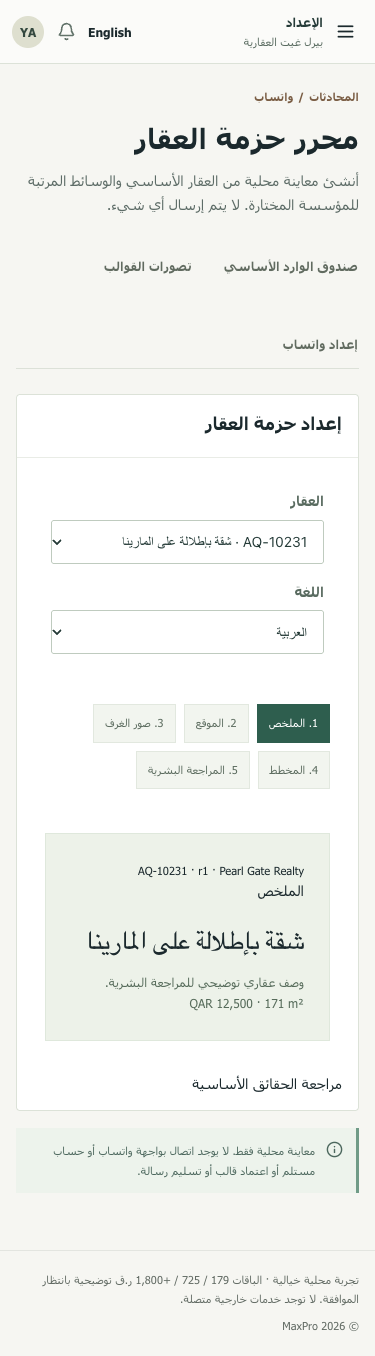 الإعداد
بيرل غيت العقارية
English
YA
المحادثات / واتساب
محرر حزمة العقار
أنشئ معاينة محلية من العقار الأساسي والوسائط المرتبة
للمؤسسة المختارة. لا يتم إرسال أي شيء.
صندوق الوارد الأساسي
تصورات القوالب
إعداد واتساب
إعداد حزمة العقار
العقار
AQ-10231 · شقة بإطلالة على المارينا
اللغة
العربية
1. الملخص
2. الموقع
3. صور الغرف
4. المخطط
5. المراجعة البشرية
AQ-10231 · r1 · Pearl Gate Realty
الملخص
شقة بإطلالة على المارينا
وصف عقاري توضيحي للمراجعة البشرية.
QAR 12,500 · 171 m²
مراجعة الحقائق الأساسية
معاينة محلية فقط. لا يوجد اتصال بواجهة واتساب أو حساب
مستلم أو اعتماد قالب أو تسليم رسالة.
تجربة محلية خيالية · الباقات 179 / 725 / +1,800 ر.ق توضيحية بانتظار
الموافقة. لا توجد خدمات خارجية متصلة.
© 2026 MaxPro